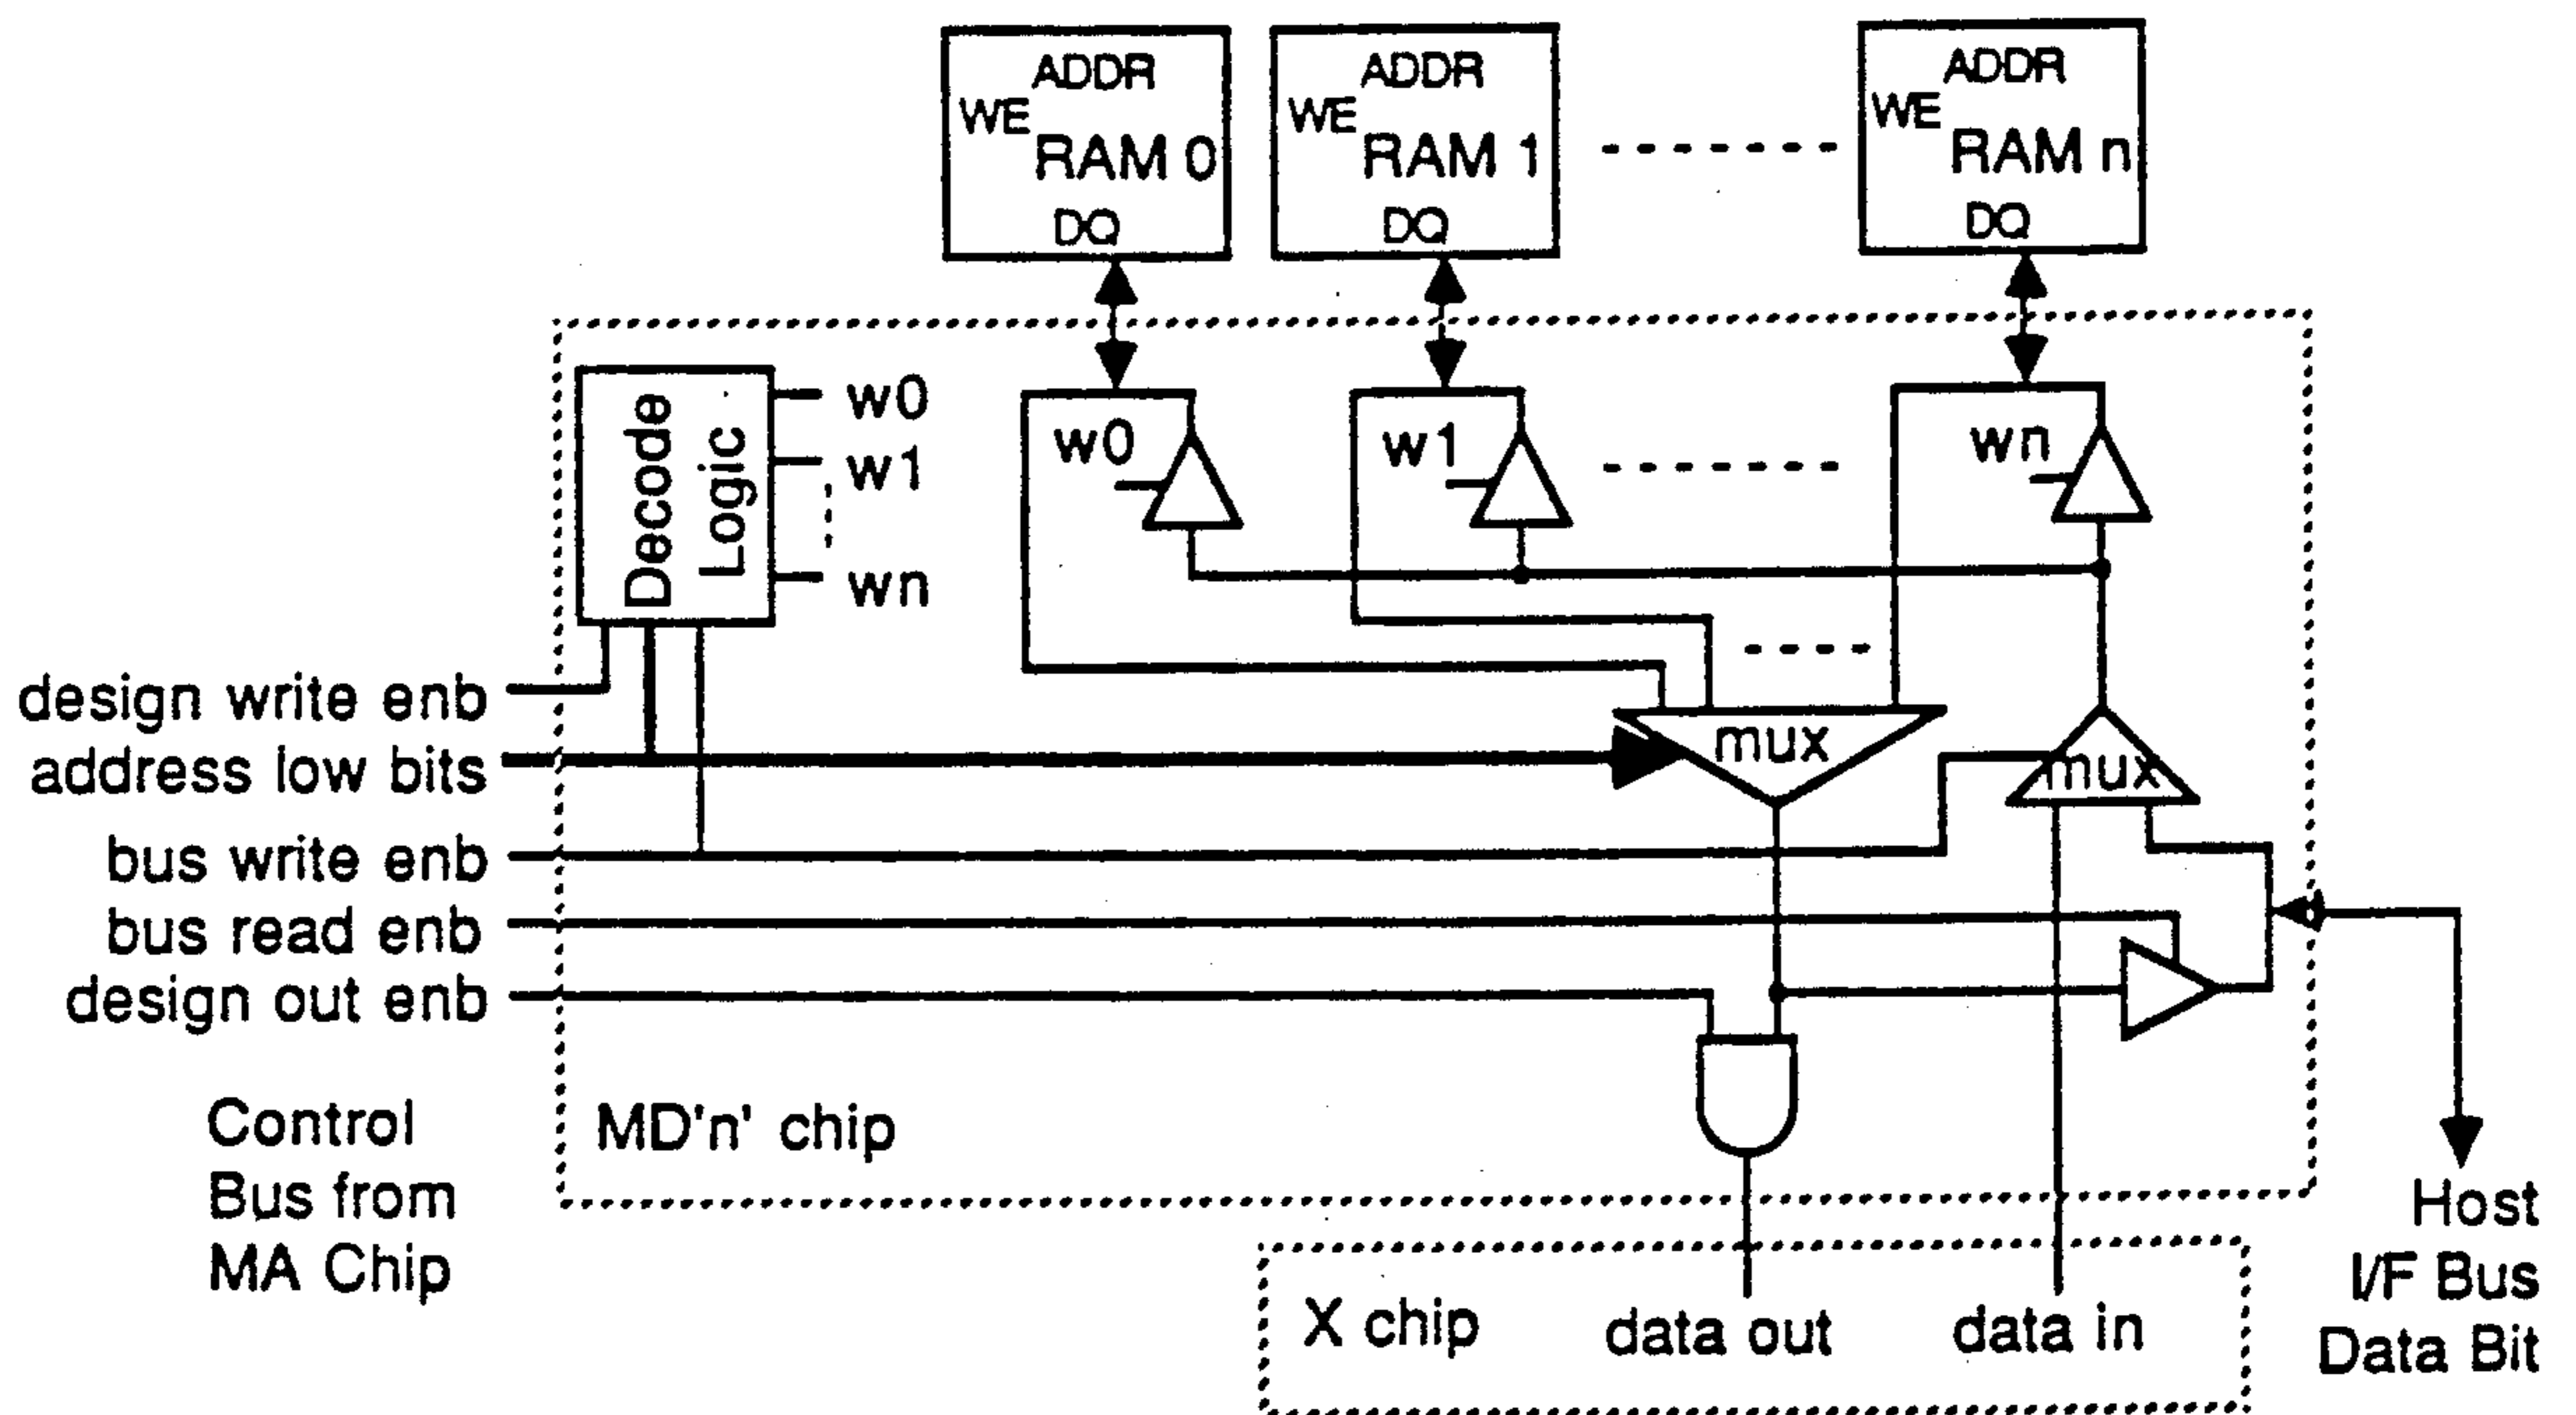 ADDR
WE
RAM 0
DQ
ADDR
WE
RAM 1
DQ
ADDR
WE
RAM n
DQ
Decode
Logic
w0
w1
wn
w0
w1
wn
design write enb
address low bits
bus write enb
bus read enb
design out enb
mux
mux
Control
Bus from
MA Chip
MD'n' chip
X chip
data out
data in
Host
I/F Bus
Data Bit